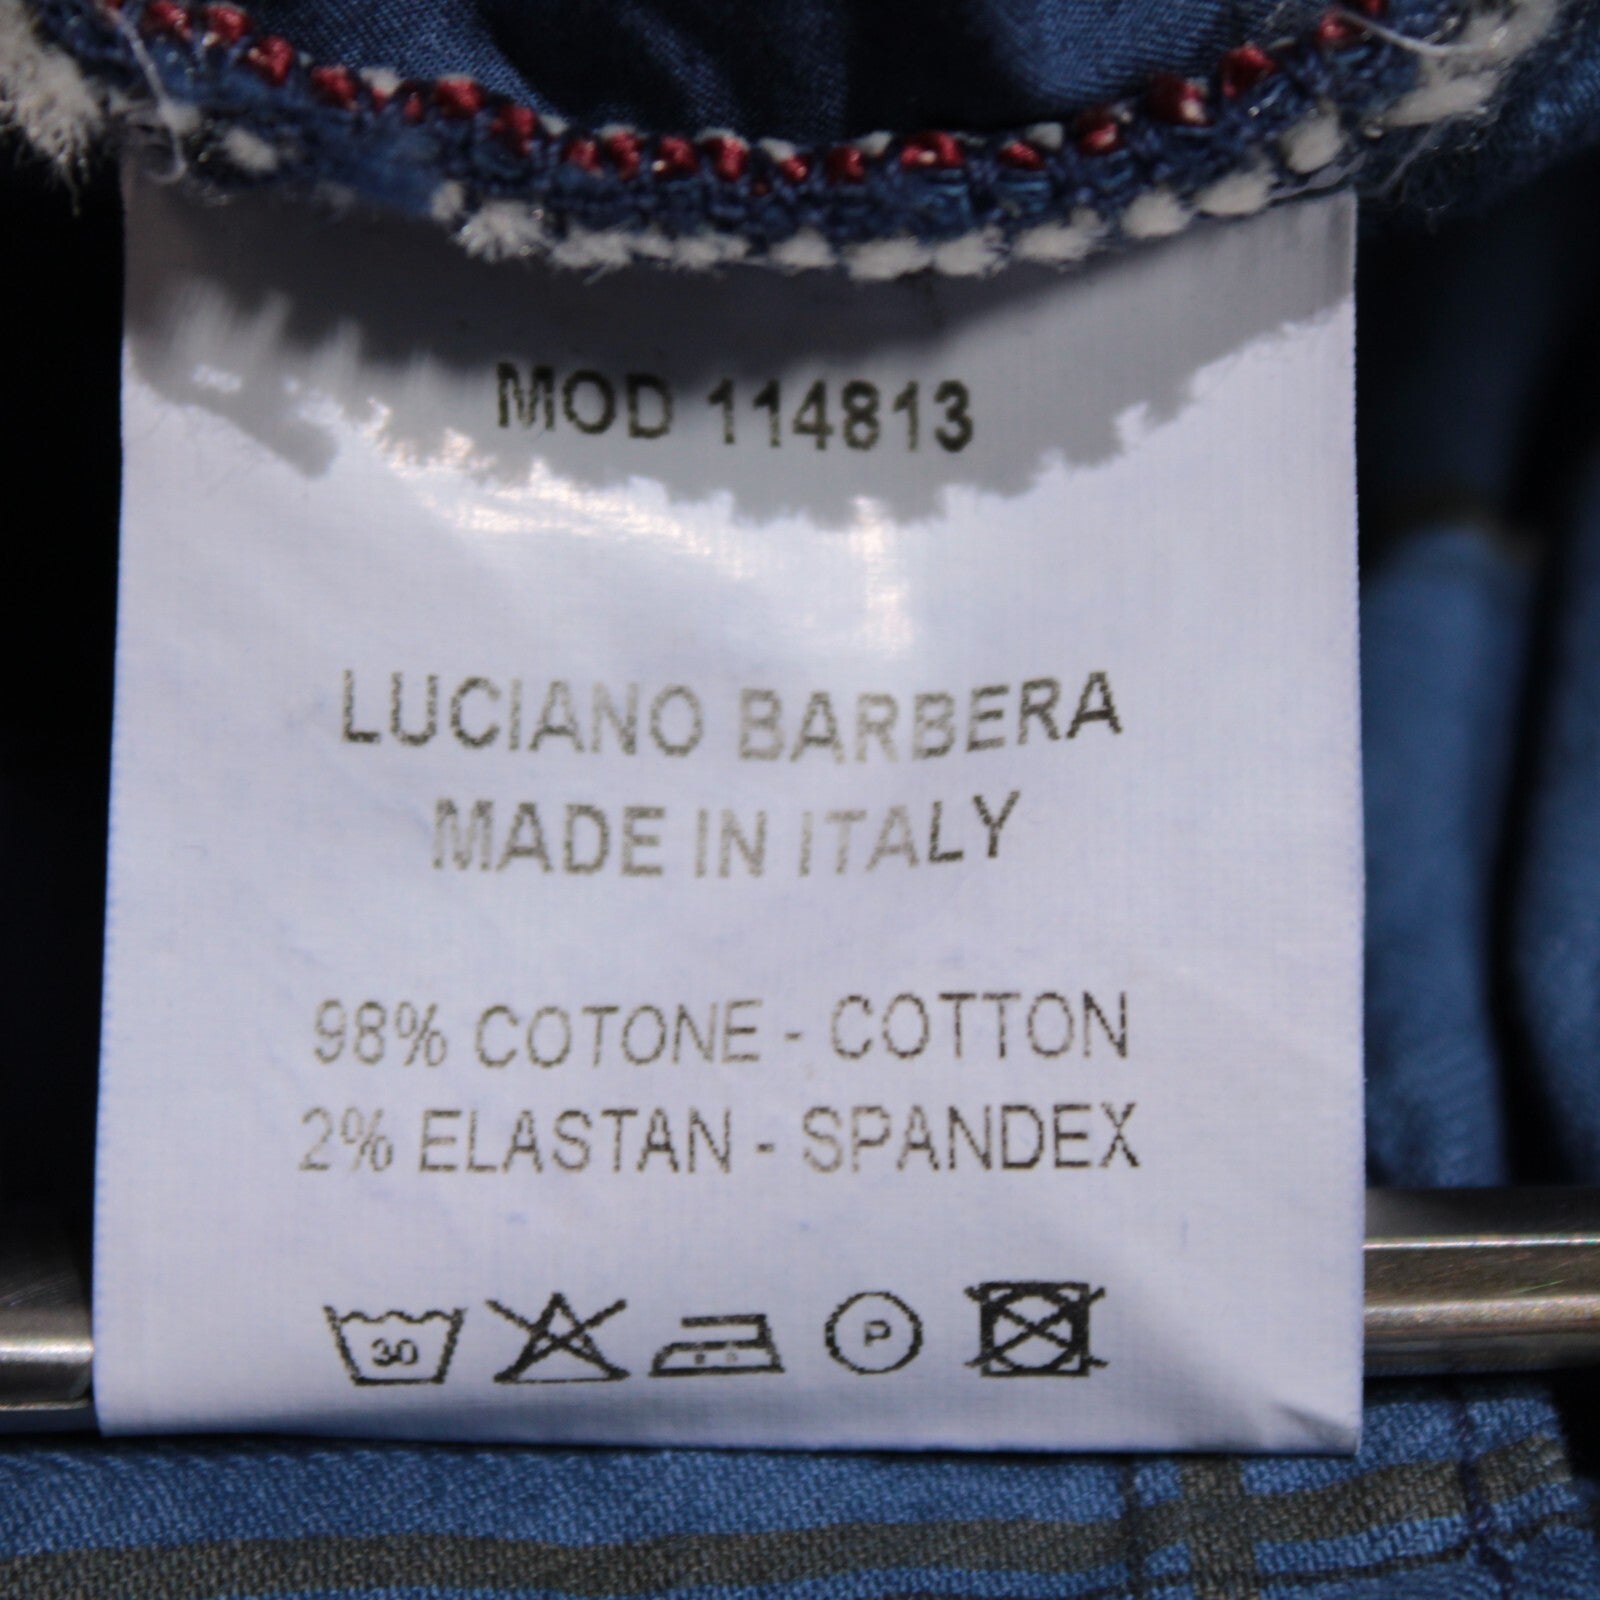 MOD 114813
LUCIANO BARBERA
MADE IN ITALY
98% COTONE - COTTON
2% ELASTAN - SPANDEX
30 P